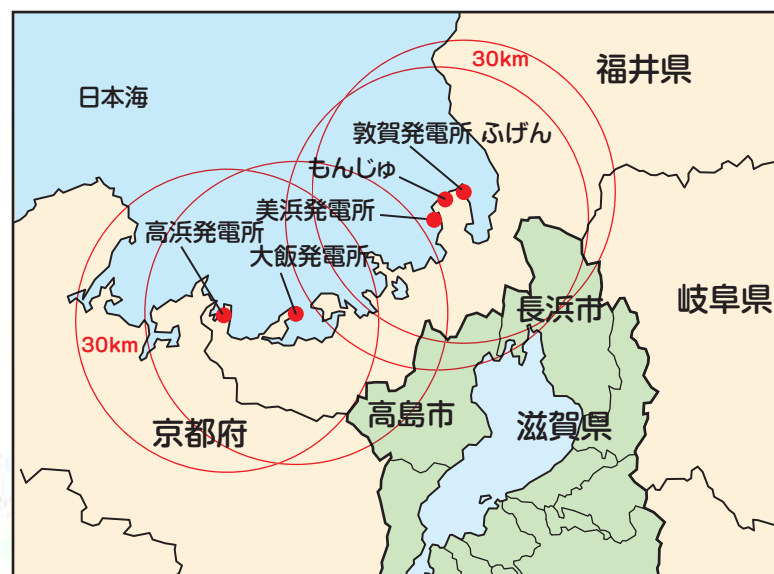 30km
福井県
日本海
敦賀発電所 ふげん
もんじゅ
美浜発電所
高浜発電所
大飯発電所
長浜市
岐阜県
30km
高島市
滋賀県
京都府